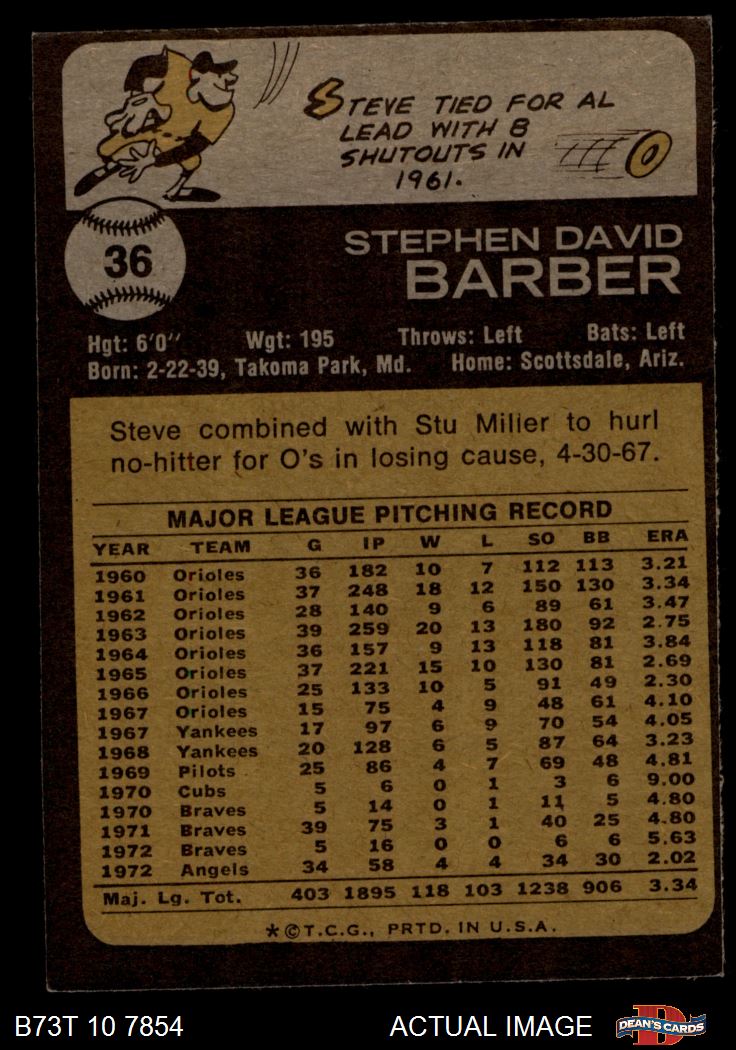 STEVE TIED FOR AL
LEAD WITH 8
SHUTOUTS IN
1961.
36
STEPHEN DAVID
BARBER
Hgt: 6'0" Wgt: 195 Throws: Left Bats: Left
Born: 2-22-39, Takoma Park, Md. Home: Scottsdale, Ariz.
Steve combined with Stu Miller to hurl
no-hitter for O's in losing cause, 4-30-67.
MAJOR LEAGUE PITCHING RECORD
YEAR TEAM G IP W L SO BB ERA
1960 Orioles 36 182 10 7 112 113 3.21
1961 Orioles 37 248 18 12 150 130 3.34
1962 Orioles 28 140 9 6 89 61 3.47
1963 Orioles 39 259 20 13 180 92 2.75
1964 Orioles 36 157 9 13 118 81 3.84
1965 Orioles 37 221 15 10 130 81 2.69
1966 Orioles 25 133 10 5 91 49 2.30
1967 Orioles 15 75 4 9 48 61 4.10
1967 Yankees 17 97 6 9 70 54 4.05
1968 Yankees 20 128 6 5 87 64 3.23
1969 Pilots 25 86 4 7 69 48 4.81
1970 Cubs 5 6 0 1 3 6 9.00
1970 Braves 5 14 0 1 11 5 4.80
1971 Braves 39 75 3 1 40 25 4.80
1972 Braves 5 16 0 0 6 6 5.63
1972 Angels 34 58 4 4 34 30 2.02
Maj. Lg. Tot. 403 1895 118 103 1238 906 3.34
*©T.C.G., PRTD. IN U.S.A.
B73T 10 7854 ACTUAL IMAGE D DEAN'S CARDS